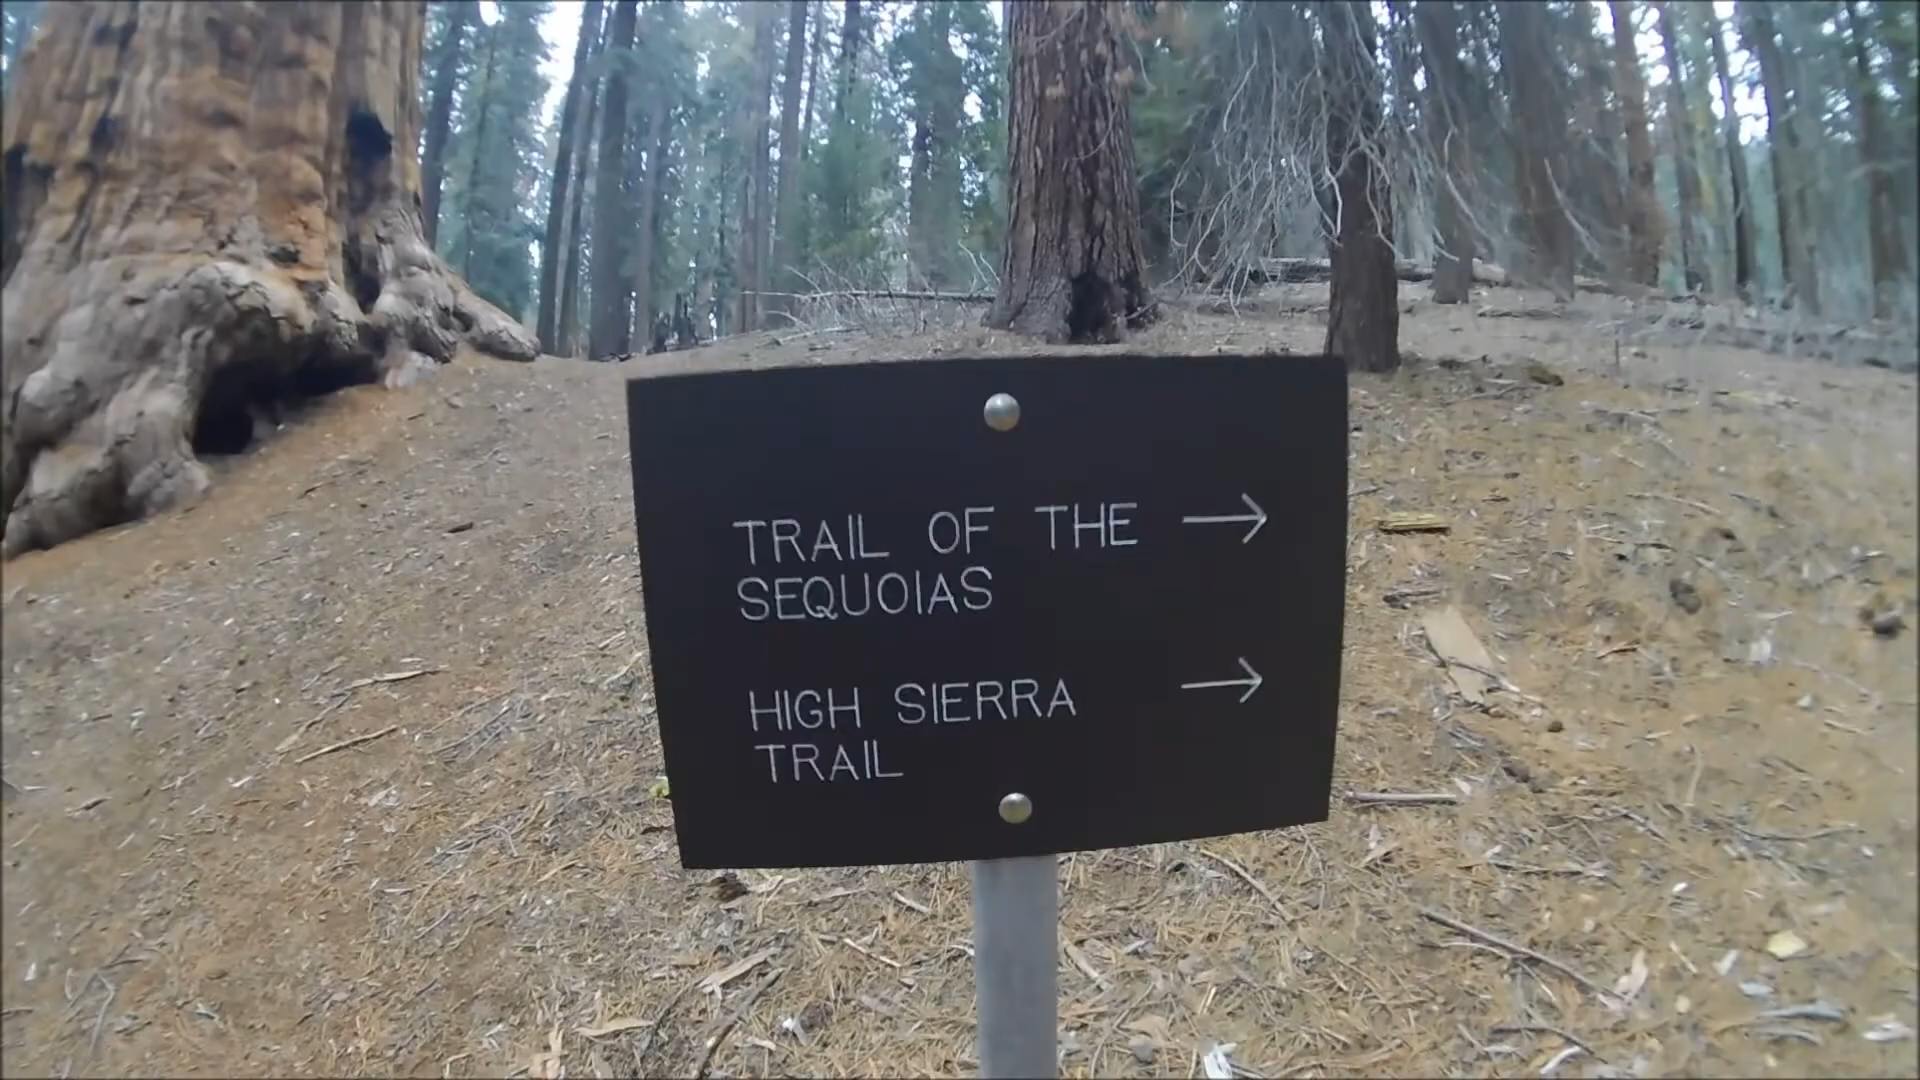 TRAIL OF THE →
SEQUOIAS
HIGH SIERRA →
TRAIL